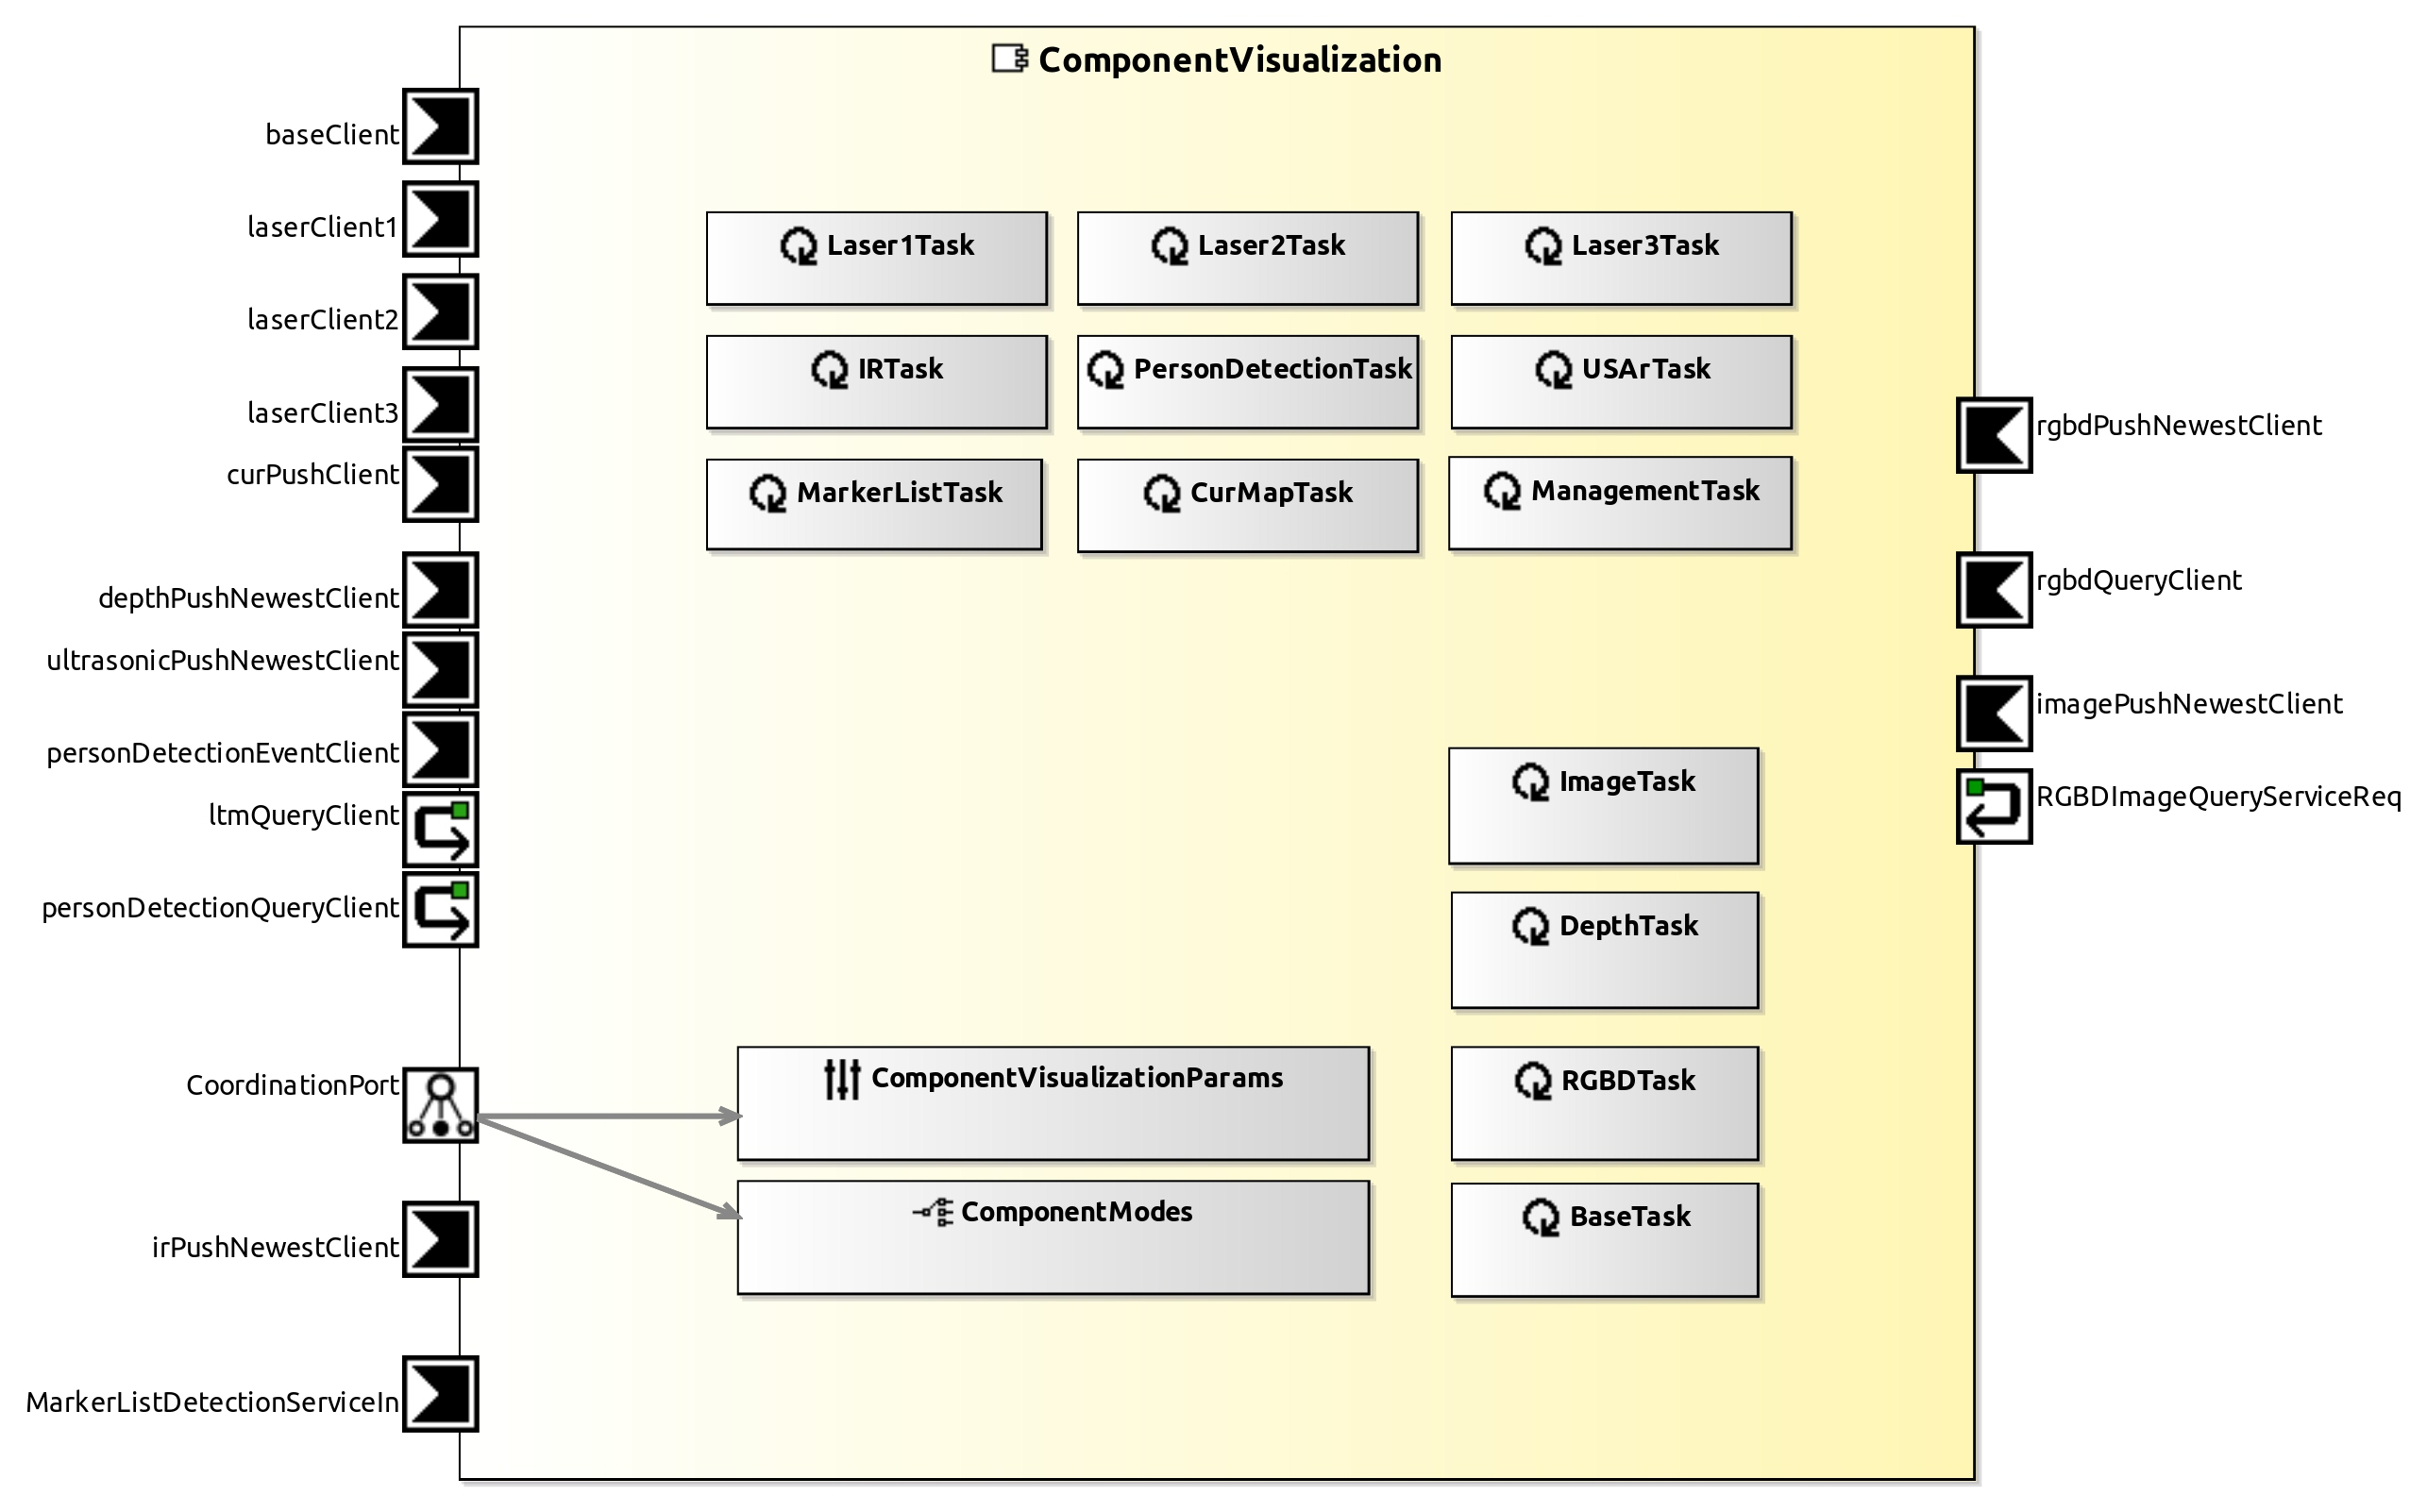 ComponentVisualization
baseClient
laserClient1
laserClient2
laserClient3
curPushClient
depthPushNewestClient
ultrasonicPushNewestClient
personDetectionEventClient
ltmQueryClient
personDetectionQueryClient
CoordinationPort
irPushNewestClient
MarkerListDetectionServiceIn
Laser1Task
Laser2Task
Laser3Task
IRTask
PersonDetectionTask
USArTask
MarkerListTask
CurMapTask
ManagementTask
ImageTask
DepthTask
ComponentVisualizationParams
RGBDTask
ComponentModes
BaseTask
rgbdPushNewestClient
rgbdQueryClient
imagePushNewestClient
RGBDImageQueryServiceReq